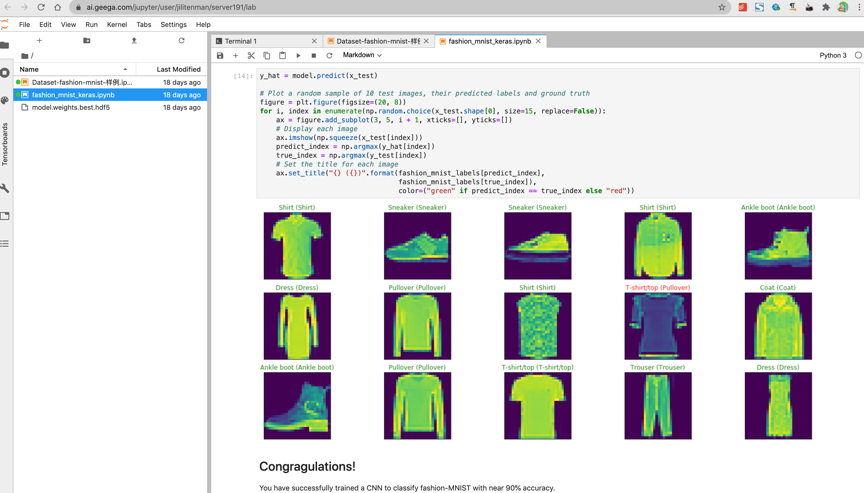 ai.geega.com/jupyter/user/jilitenman/server191/lab
File Edit View Run Kernel Tabs Settings Help
Terminal 1
Dataset-fashion-mnist-样例
fashion_mnist_keras.ipynb
Markdown
Python 3
/
Name Last Modified
Dataset-fashion-mnist-样例.ip... 18 days ago
fashion_mnist_keras.ipynb 18 days ago
model.weights.best.hdf5 18 days ago
Tensorboards
[14]:
y_hat = model.predict(x_test)
# Plot a random sample of 10 test images, their predicted labels and ground truth
figure = plt.figure(figsize=(20, 8))
for i, index in enumerate(np.random.choice(x_test.shape[0], size=15, replace=False)):
ax = figure.add_subplot(3, 5, i + 1, xticks=[], yticks=[])
# Display each image
ax.imshow(np.squeeze(x_test[index]))
predict_index = np.argmax(y_hat[index])
true_index = np.argmax(y_test[index])
# Set the title for each image
ax.set_title("{} ({})".format(fashion_mnist_labels[predict_index],
fashion_mnist_labels[true_index]),
color=("green" if predict_index == true_index else "red"))
Shirt (Shirt) Sneaker (Sneaker) Sneaker (Sneaker) Shirt (Shirt) Ankle boot (Ankle boot)
Dress (Dress) Pullover (Pullover) Shirt (Shirt) T-shirt/top (Pullover) Coat (Coat)
Ankle boot (Ankle boot) Pullover (Pullover) T-shirt/top (T-shirt/top) Trouser (Trouser) Dress (Dress)
Congragulations!
You have successfully trained a CNN to classify fashion-MNIST with near 90% accuracy.